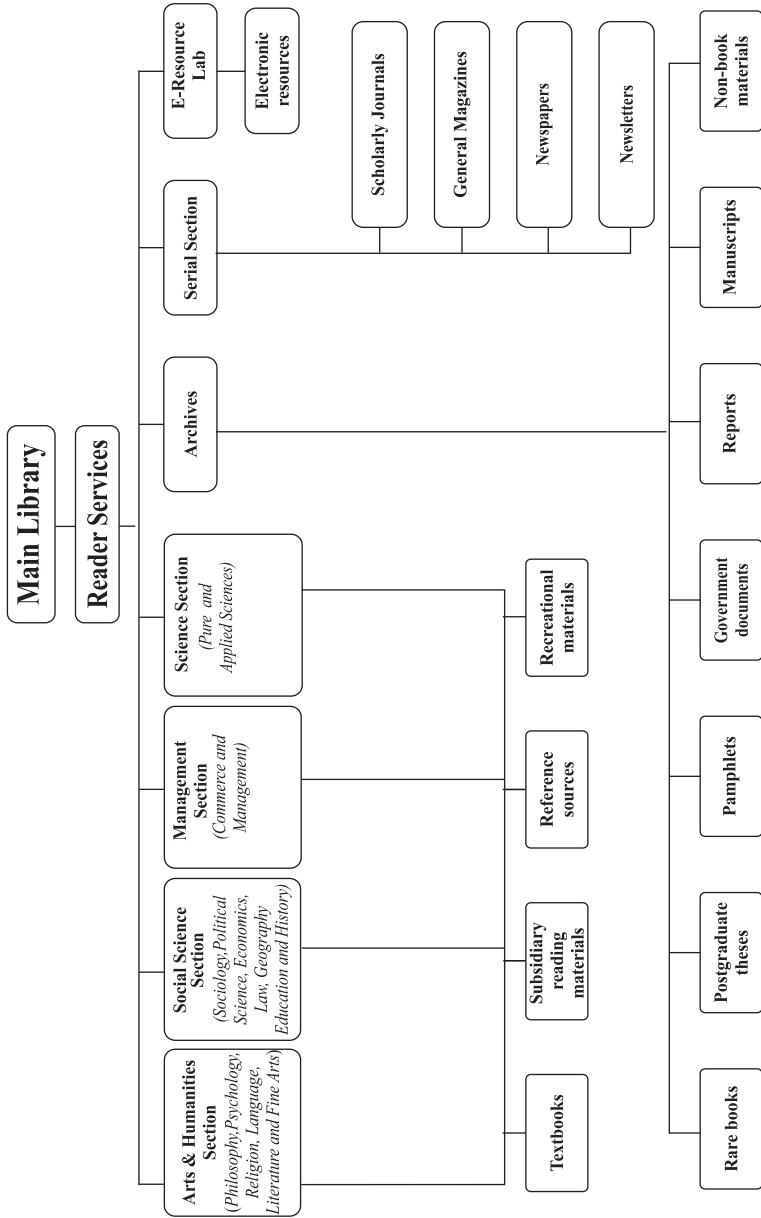 Main Library
Reader Services
Arts & Humanities
Section
(Philosophy,Psychology,
Religion, Language,
Literature and Fine Arts)
Social Science
Section
(Sociology,Political
Science, Economics,
Law, Geography
Education and History)
Management
Section
(Commerce and
Management)
Science Section
(Pure and
Applied Sciences)
Archives
Serial Section
E-Resource
Lab
Electronic
resources
Scholarly Journals
General Magazines
Newspapers
Newsletters
Textbooks
Subsidiary
reading
materials
Reference
sources
Recreational
materials
Rare books
Postgraduate
theses
Pamphlets
Government
documents
Reports
Manuscripts
Non-book
materials